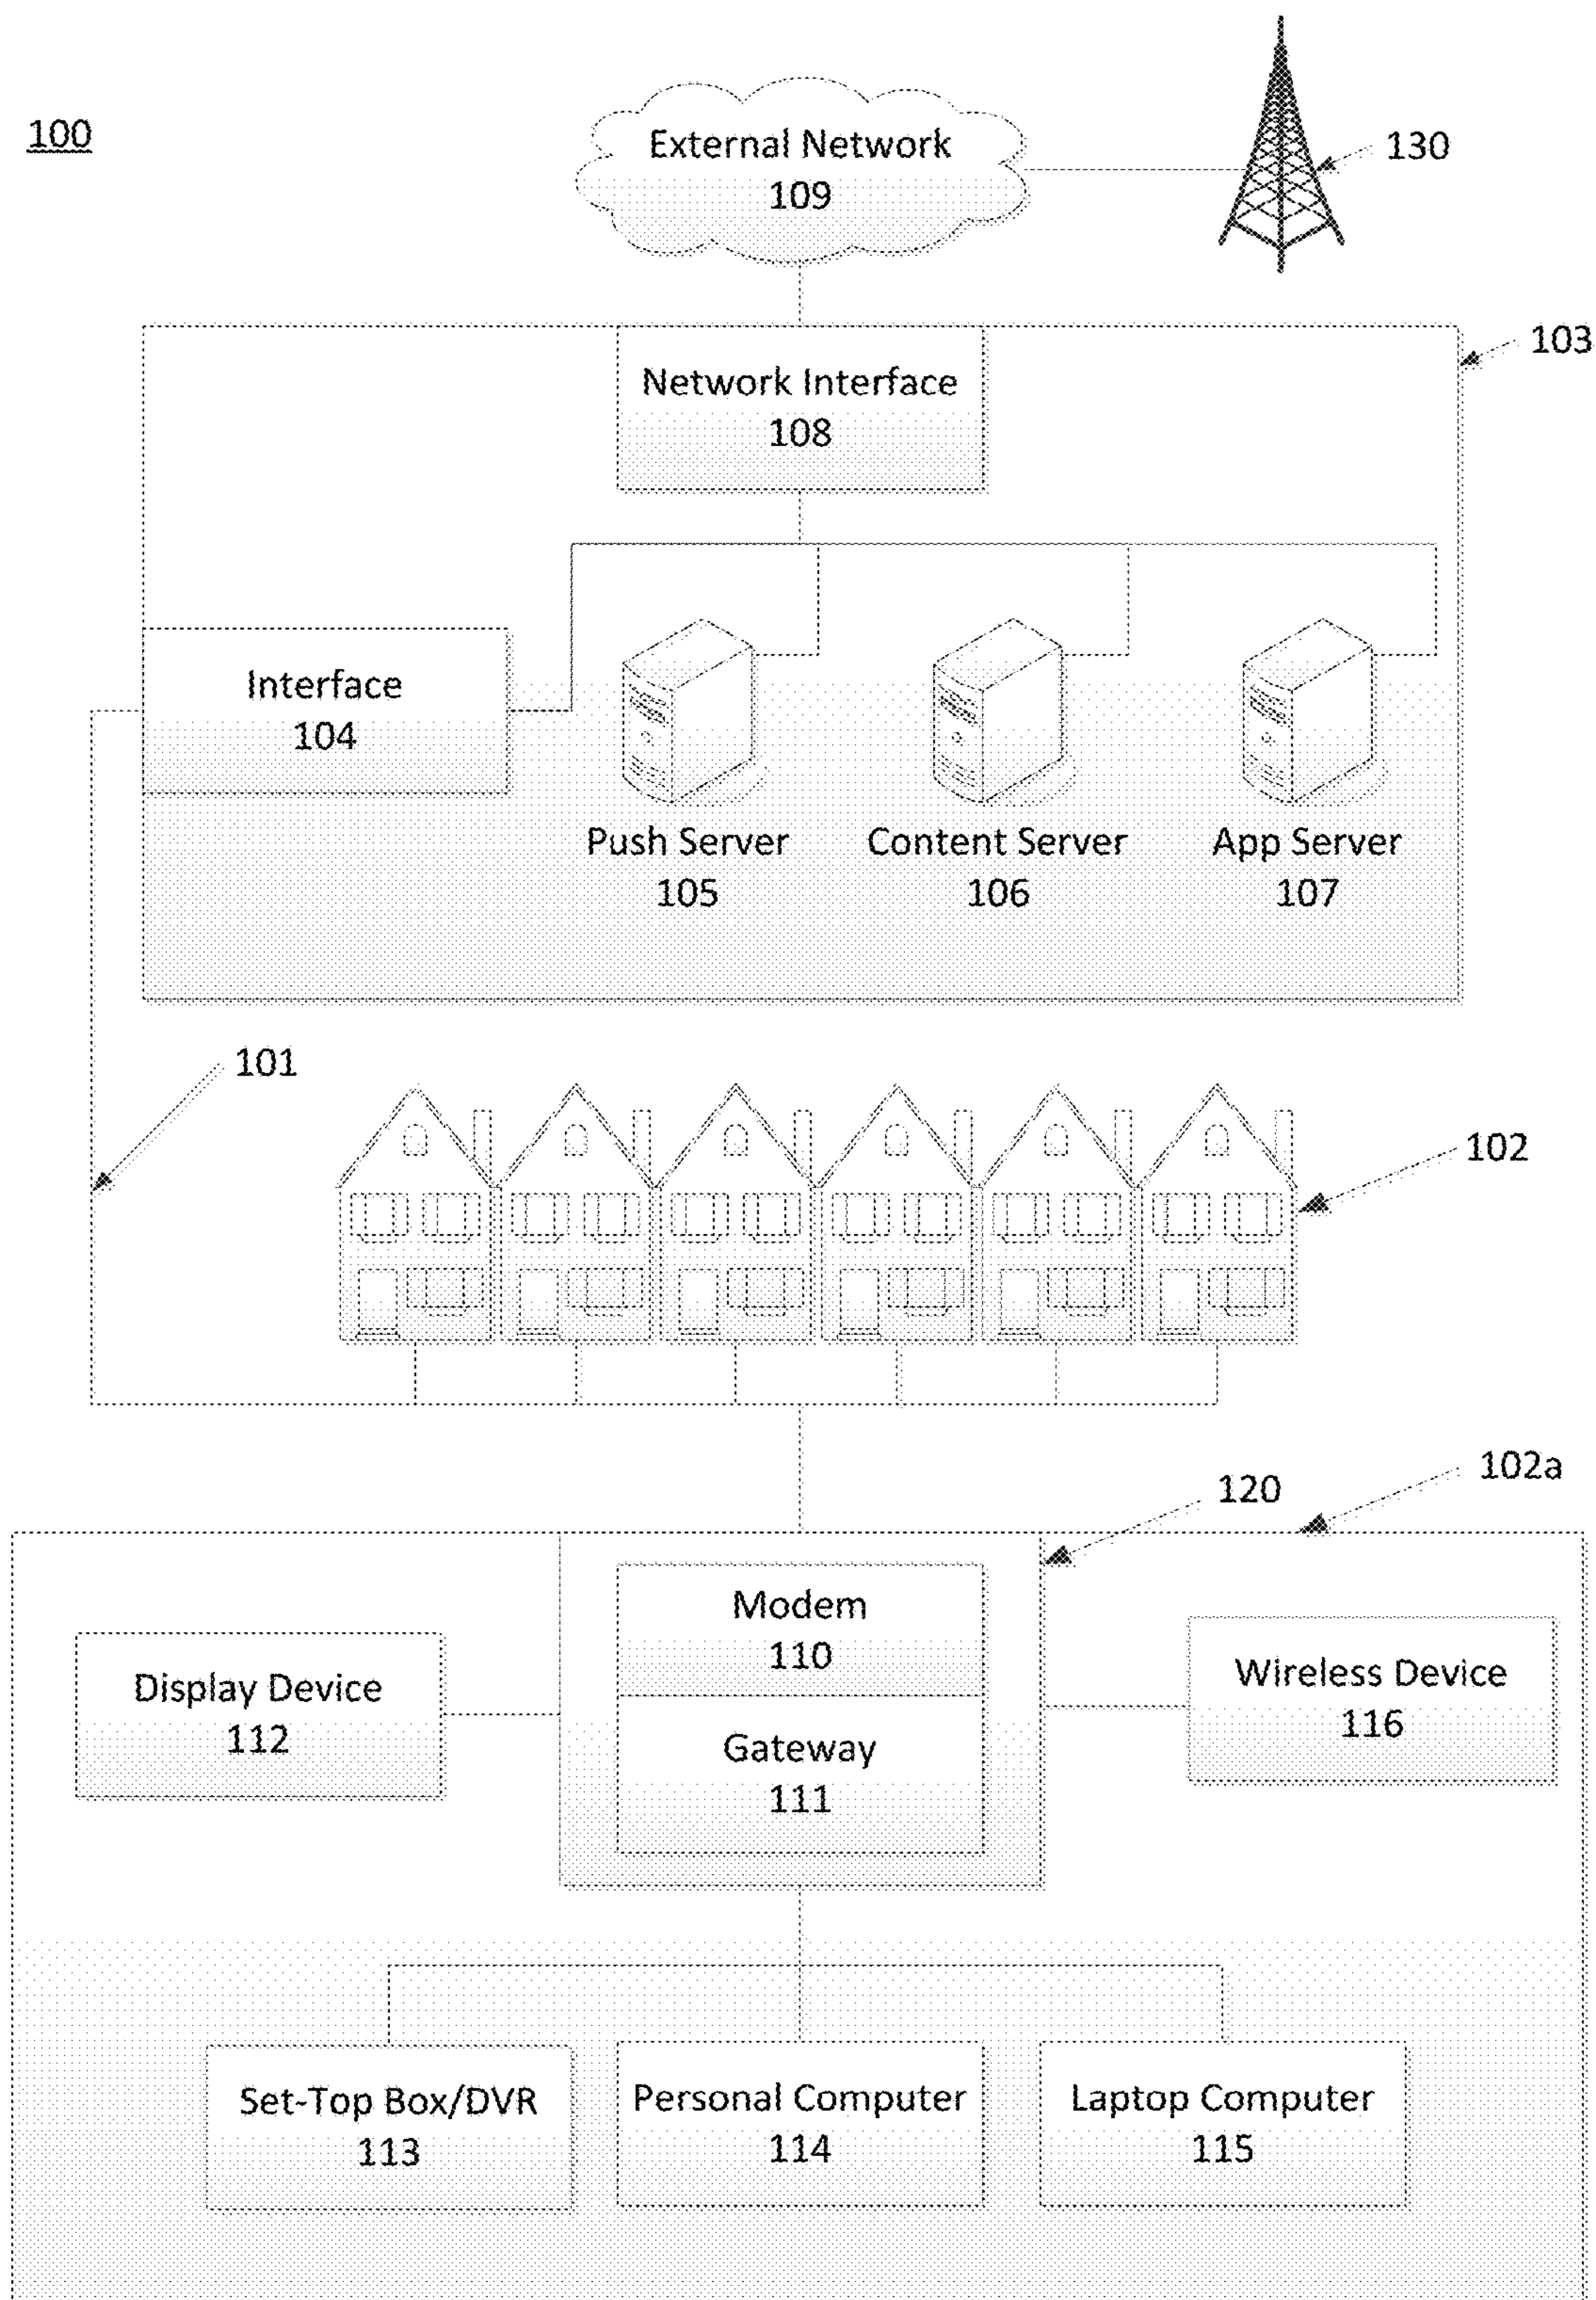 100
External Network
109
130
103
Network Interface
108
Interface
104
Push Server
105
Content Server
106
App Server
107
101
102
102a
120
Modem
110
Display Device
112
Wireless Device
116
Gateway
111
Set-Top Box/DVR
113
Personal Computer
114
Laptop Computer
115